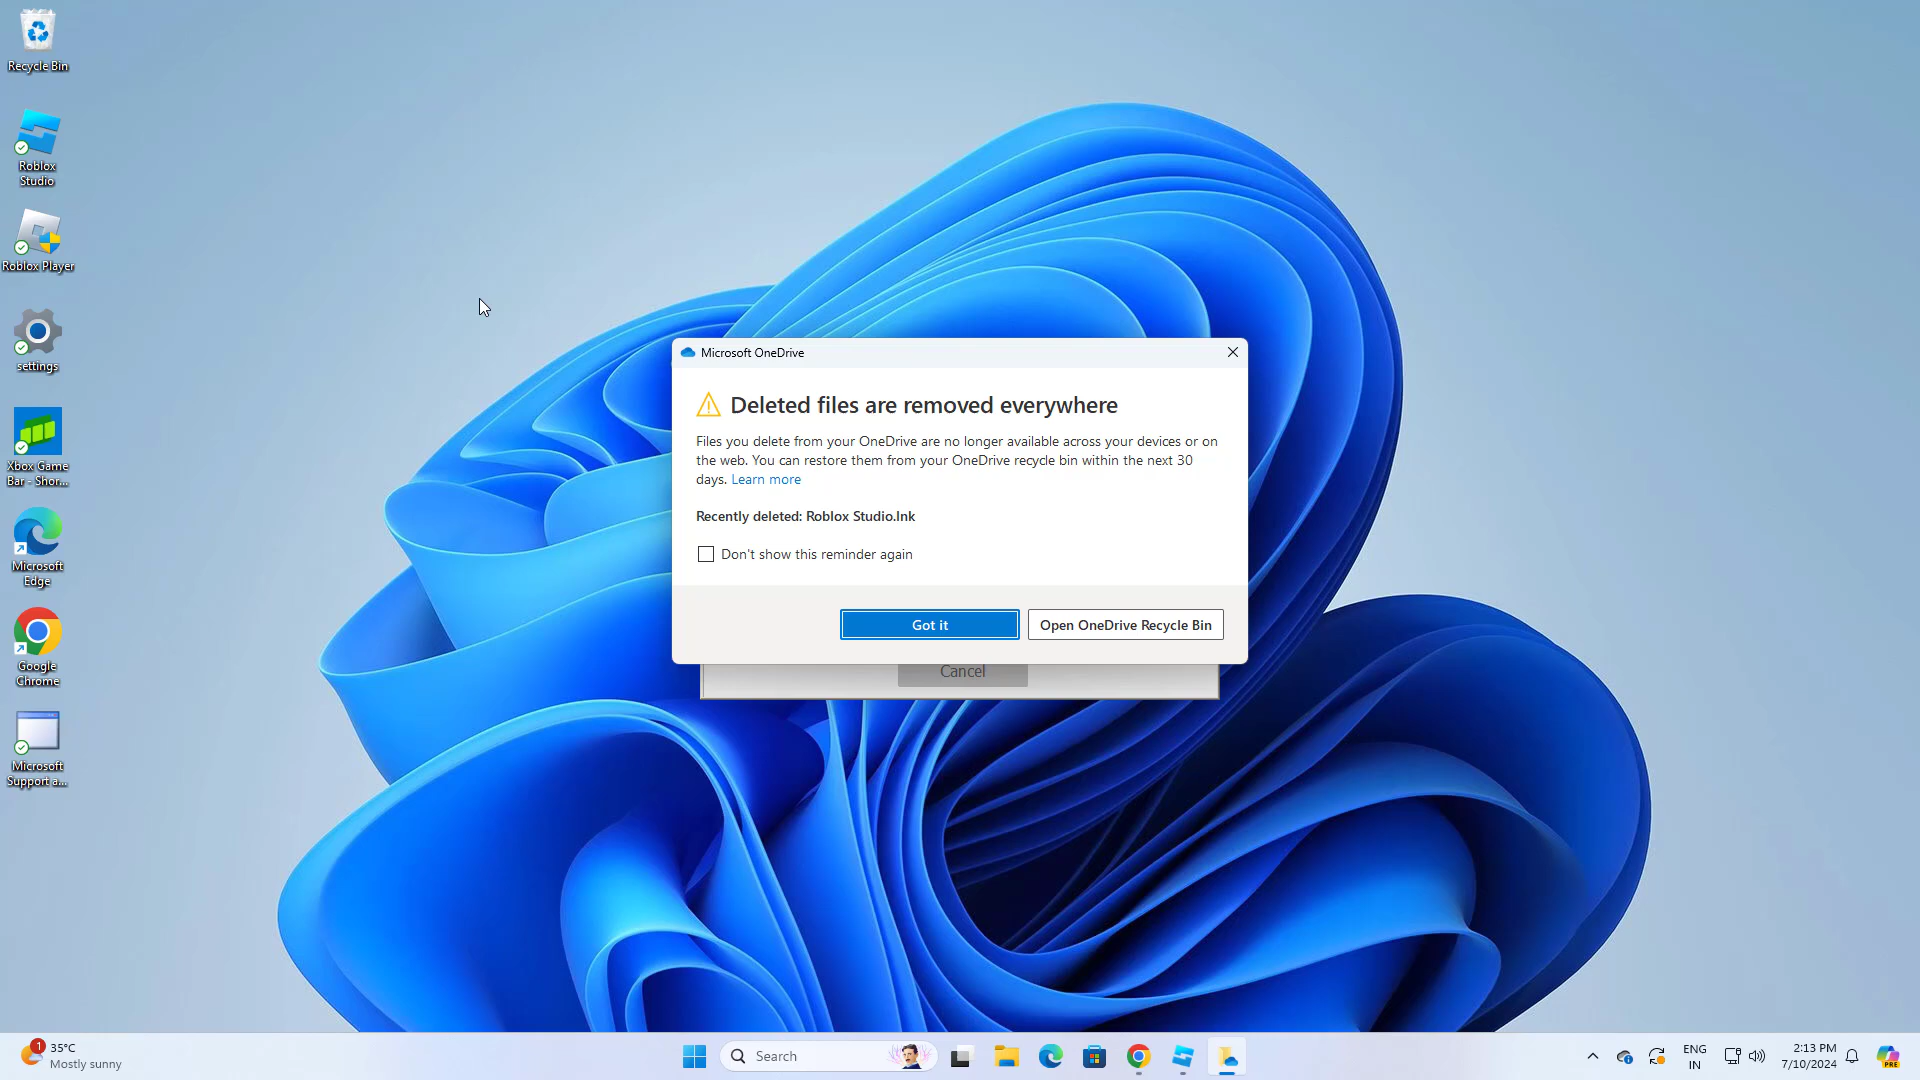 Recycle Bin
Roblox
Studio
Roblox Player
settings
Xbox Game
Bar - Shor...
Microsoft
Edge
Google
Chrome
Microsoft
Support a...
Microsoft OneDrive
Deleted files are removed everywhere
Files you delete from your OneDrive are no longer available across your devices or on
the web. You can restore them from your OneDrive recycle bin within the next 30
days. Learn more
Recently deleted: Roblox Studio.lnk
Don't show this reminder again
Got it
Open OneDrive Recycle Bin
Cancel
1
35°C
Mostly sunny
Search
PRE
ENG
IN
2:13 PM
7/10/2024